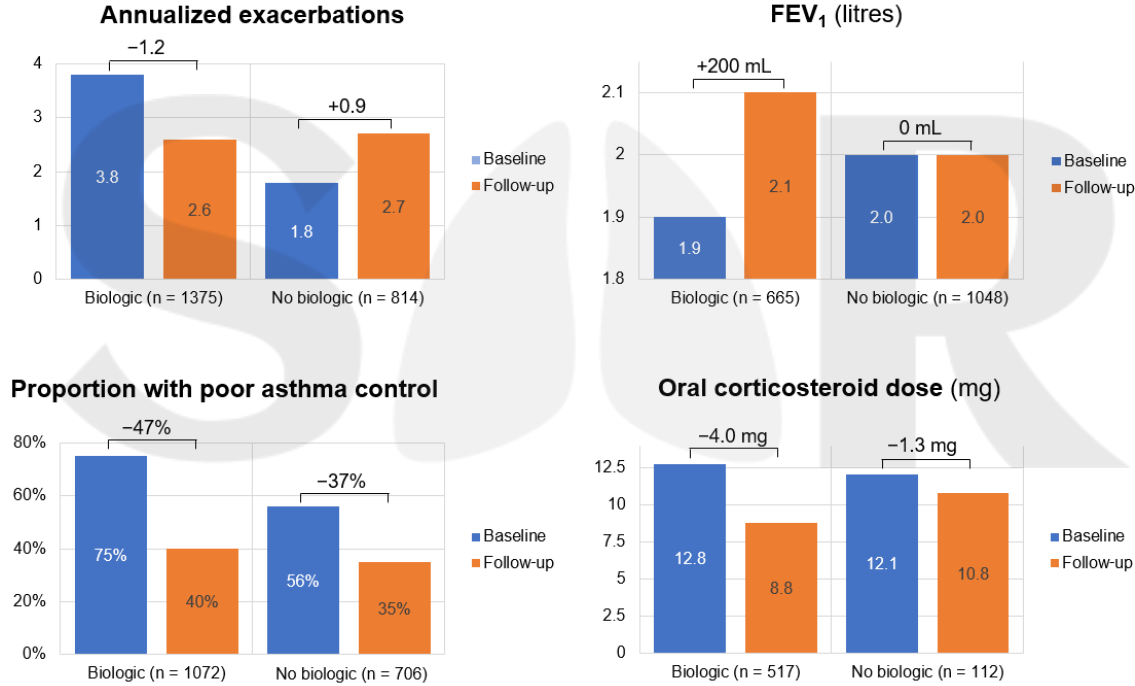 Annualized exacerbations
−1.2
+0.9
4
3
2
1
0
3.8
2.6
1.8
2.7
Baseline
Follow-up
Biologic (n = 1375)
No biologic (n = 814)
FEV1 (litres)
+200 mL
0 mL
2.1
2
1.9
1.8
1.9
2.1
2.0
2.0
Baseline
Follow-up
Biologic (n = 665)
No biologic (n = 1048)
Proportion with poor asthma control
−47%
−37%
80%
60%
40%
20%
0%
75%
40%
56%
35%
Baseline
Follow-up
Biologic (n = 1072)
No biologic (n = 706)
Oral corticosteroid dose (mg)
−4.0 mg
−1.3 mg
12.5
10
7.5
5
2.5
0
12.8
8.8
12.1
10.8
Baseline
Follow-up
Biologic (n = 517)
No biologic (n = 112)
S R